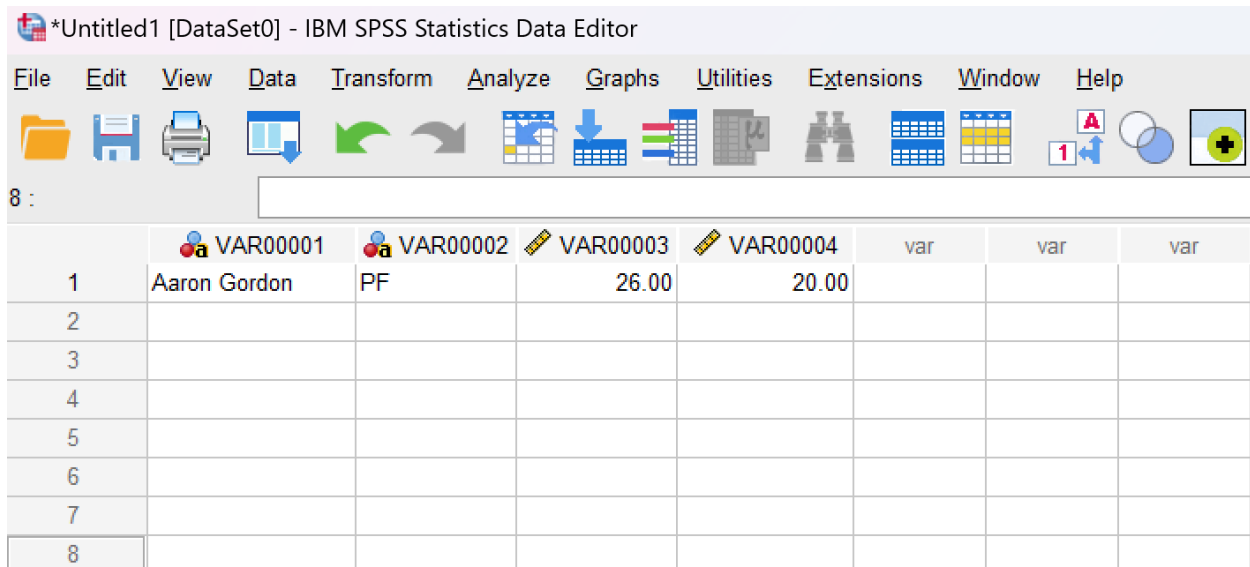 *Untitled1 [DataSet0] - IBM SPSS Statistics Data Editor
File Edit View Data Transform Analyze Graphs Utilities Extensions Window Help
μ A 1
8 :
a VAR00001 a VAR00002 VAR00003 VAR00004 var var var
1 Aaron Gordon PF 26.00 20.00
2
3
4
5
6
7
8